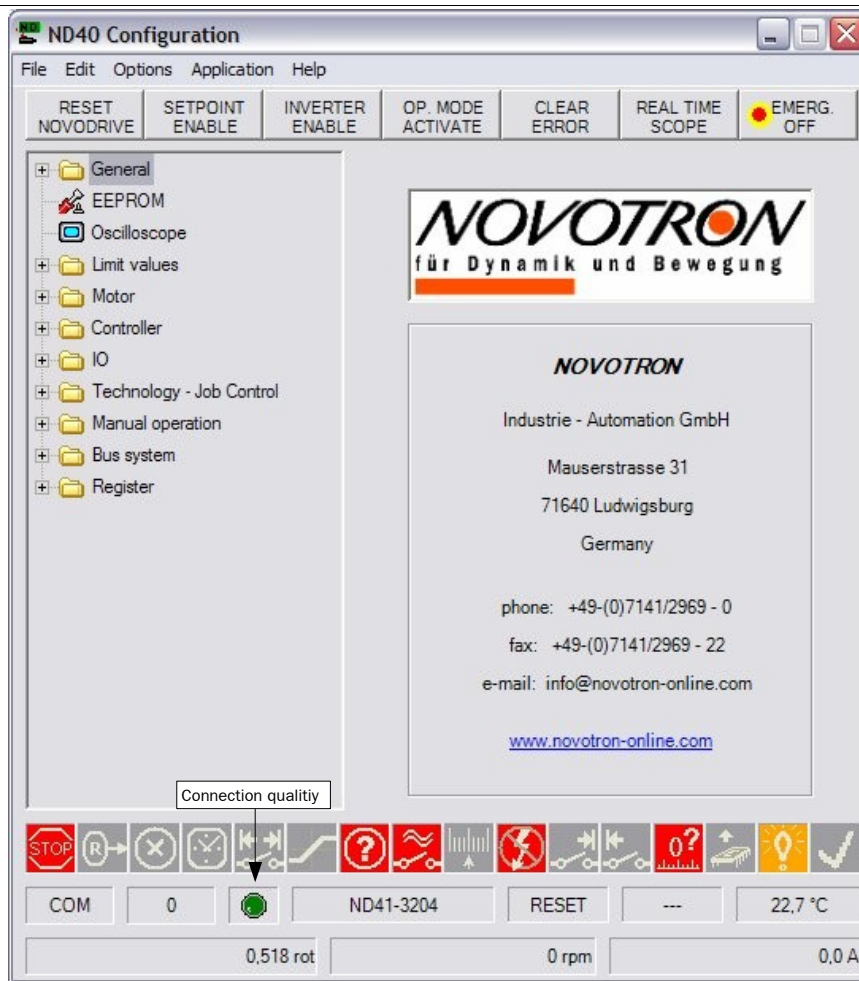 ND40 Configuration
File Edit Options Application Help
RESET NOVODRIVE
SETPOINT ENABLE
INVERTER ENABLE
OP. MODE ACTIVATE
CLEAR ERROR
REAL TIME SCOPE
EMERG. OFF
General
EEPROM
Oscilloscope
Limit values
Motor
Controller
IO
Technology - Job Control
Manual operation
Bus system
Register
NOVOTRON
für Dynamik und Bewegung
NOVOTRON
Industrie - Automation GmbH
Mauserstrasse 31
71640 Ludwigsburg
Germany
phone: +49-(0)7141/2969 - 0
fax: +49-(0)7141/2969 - 22
e-mail: info@novotron-online.com
www.novotron-online.com
Connection qualitiy
STOP
R
?
0?
COM 0 ND41-3204 RESET --- 22,7 °C
0,518 rot 0 rpm 0,0 A